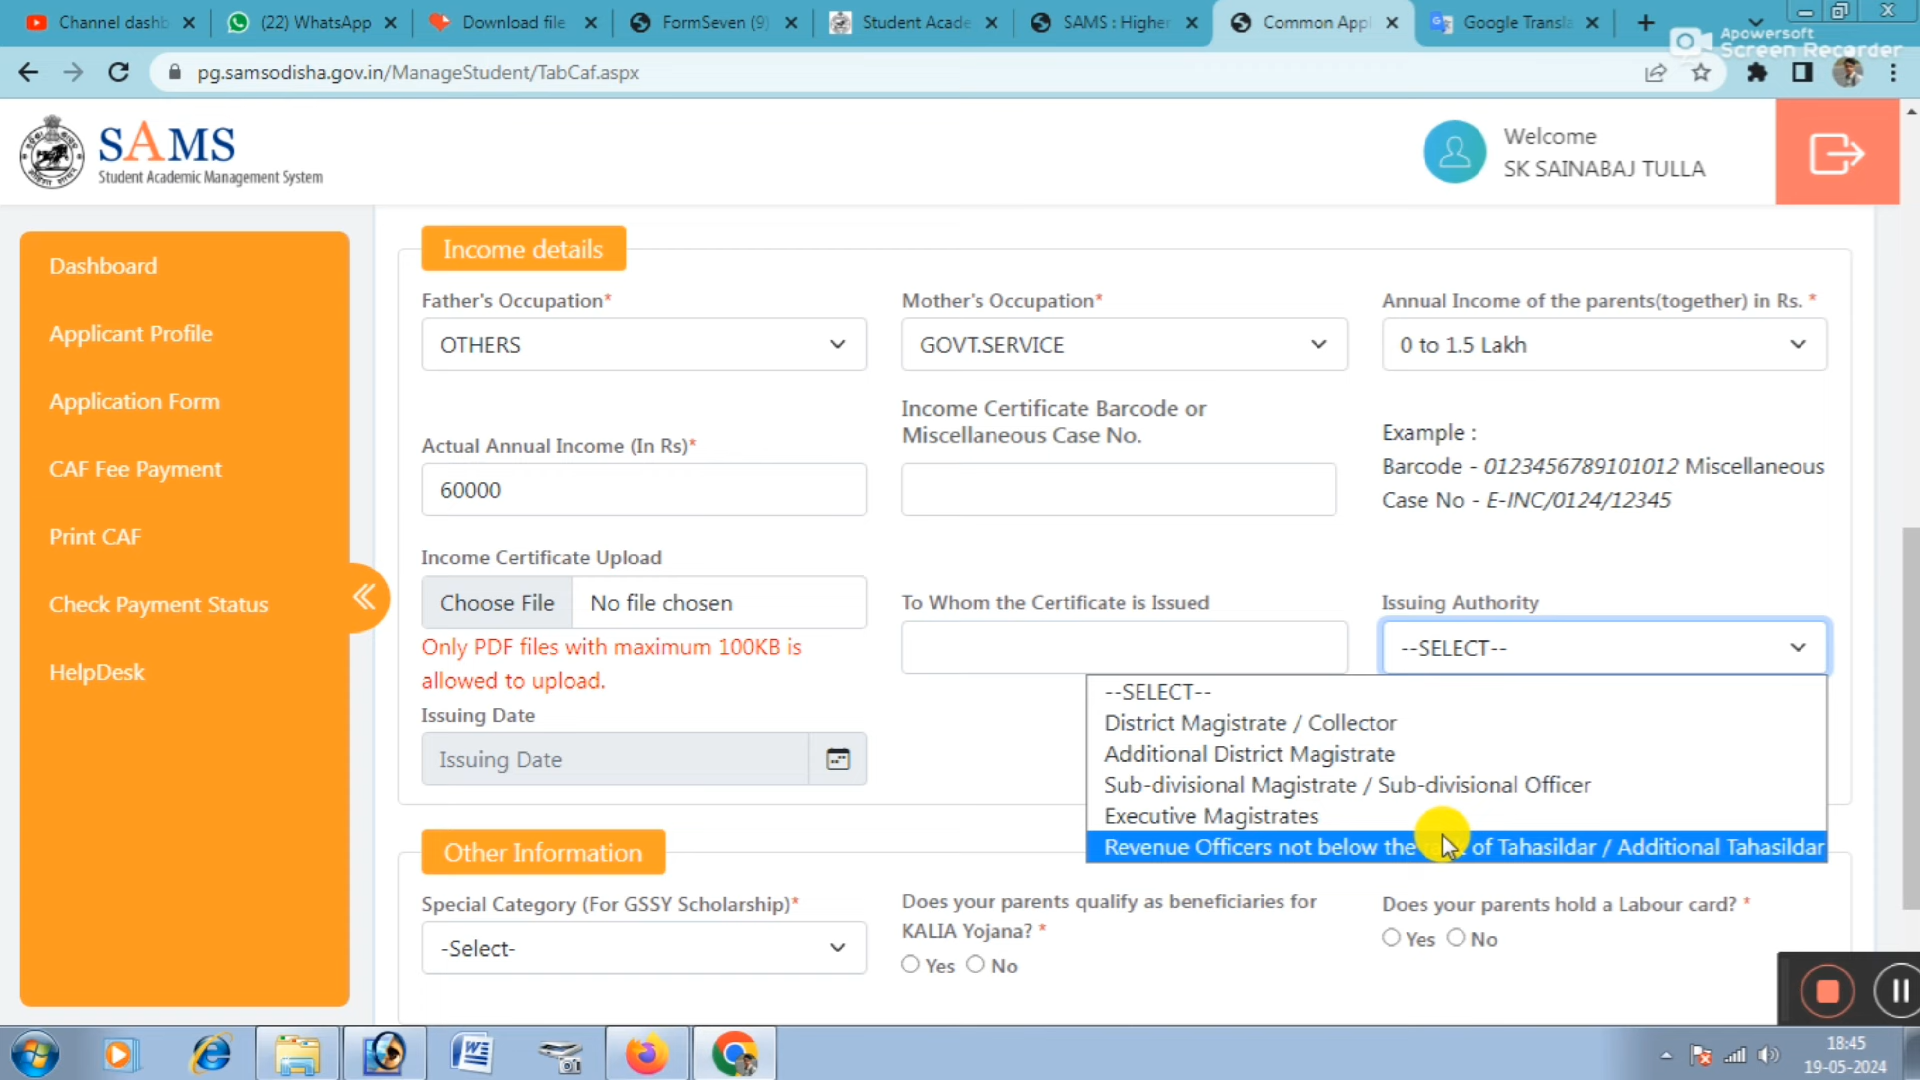 Channel dashb
(22) WhatsApp
Download file
FormSeven (9)
Student Acade
SAMS : Higher
Common Appl
Google Transla
Apowersoft
Screen Recorder
pg.samsodisha.gov.in/ManageStudent/TabCaf.aspx
SAMS
Student Academic Management System
Welcome
SK SAINABAJ TULLA
Dashboard
Applicant Profile
Application Form
CAF Fee Payment
Print CAF
Check Payment Status
HelpDesk
Income details
Father's Occupation*
Mother's Occupation*
Annual Income of the parents(together) in Rs. *
OTHERS
GOVT.SERVICE
0 to 1.5 Lakh
Actual Annual Income (In Rs)*
Income Certificate Barcode or
Miscellaneous Case No.
Example :
Barcode - 0123456789101012 Miscellaneous
Case No - E-INC/0124/12345
60000
Income Certificate Upload
Choose File No file chosen
Only PDF files with maximum 100KB is
allowed to upload.
To Whom the Certificate is Issued
Issuing Authority
--SELECT--
--SELECT--
District Magistrate / Collector
Additional District Magistrate
Sub-divisional Magistrate / Sub-divisional Officer
Executive Magistrates
Revenue Officers not below the rank of Tahasildar / Additional Tahasildar
Issuing Date
Issuing Date
Other Information
Special Category (For GSSY Scholarship)*
-Select-
Does your parents qualify as beneficiaries for
KALIA Yojana? *
Yes No
Does your parents hold a Labour card? *
Yes No
18:45
19-05-2024